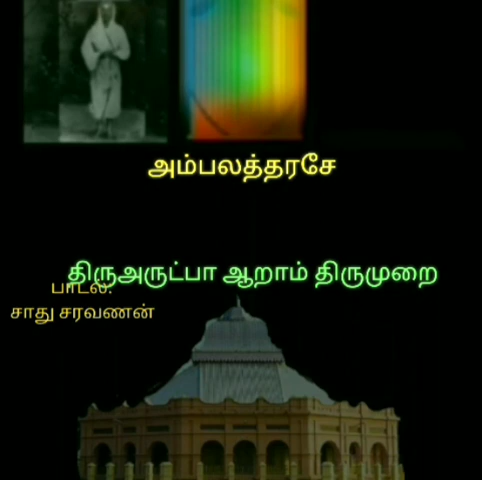 அம்பலத்தரசே
திருஅருட்பா ஆறாம் திருமுறை
பாடல்:
சாது சரவணன்